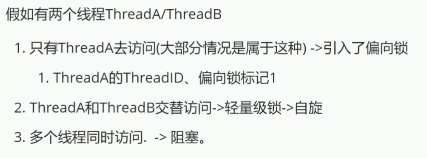 假如有两个线程ThreadA/ThreadB
1. 只有ThreadA去访问(大部分情况是属于这种) ->引入了偏向锁
1. ThreadA的ThreadID、偏向锁标记1
2. ThreadA和ThreadB交替访问->轻量级锁->自旋
3. 多个线程同时访问.  -> 阻塞。